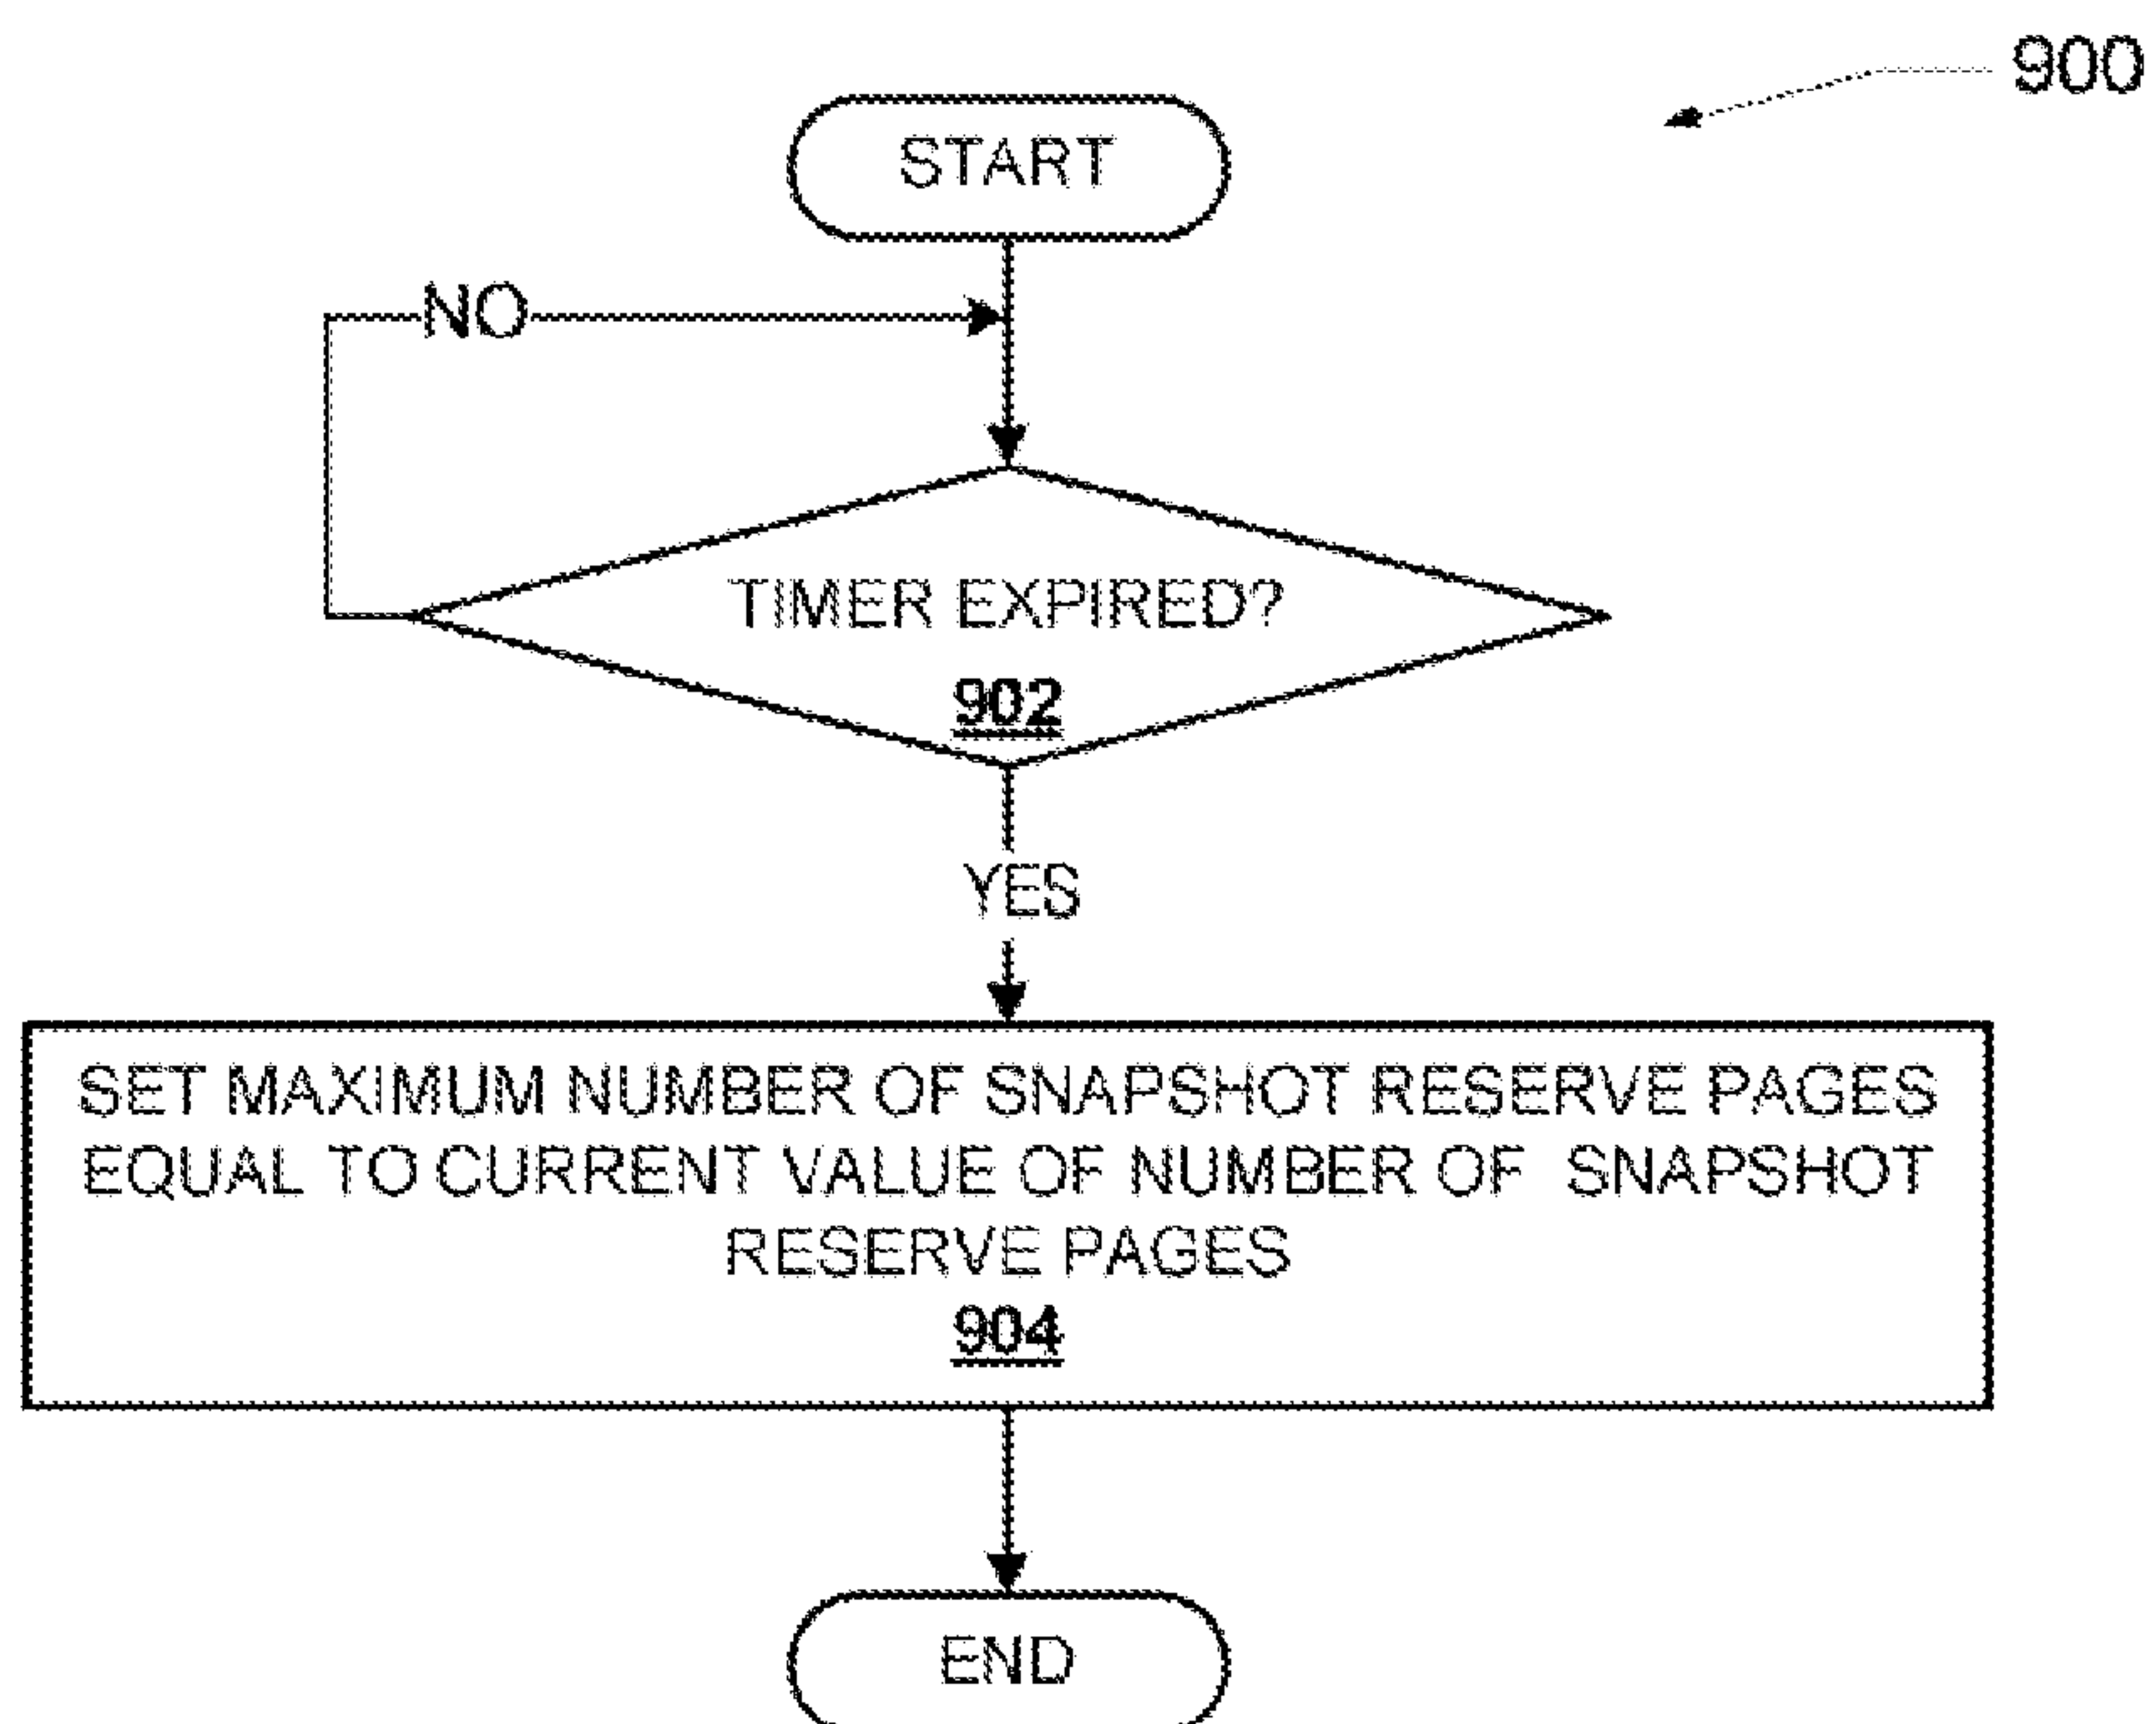 900
START
NO
TIMER EXPIRED?
902
YES
SET MAXIMUM NUMBER OF SNAPSHOT RESERVE PAGES
EQUAL TO CURRENT VALUE OF NUMBER OF SNAPSHOT
RESERVE PAGES
904
END